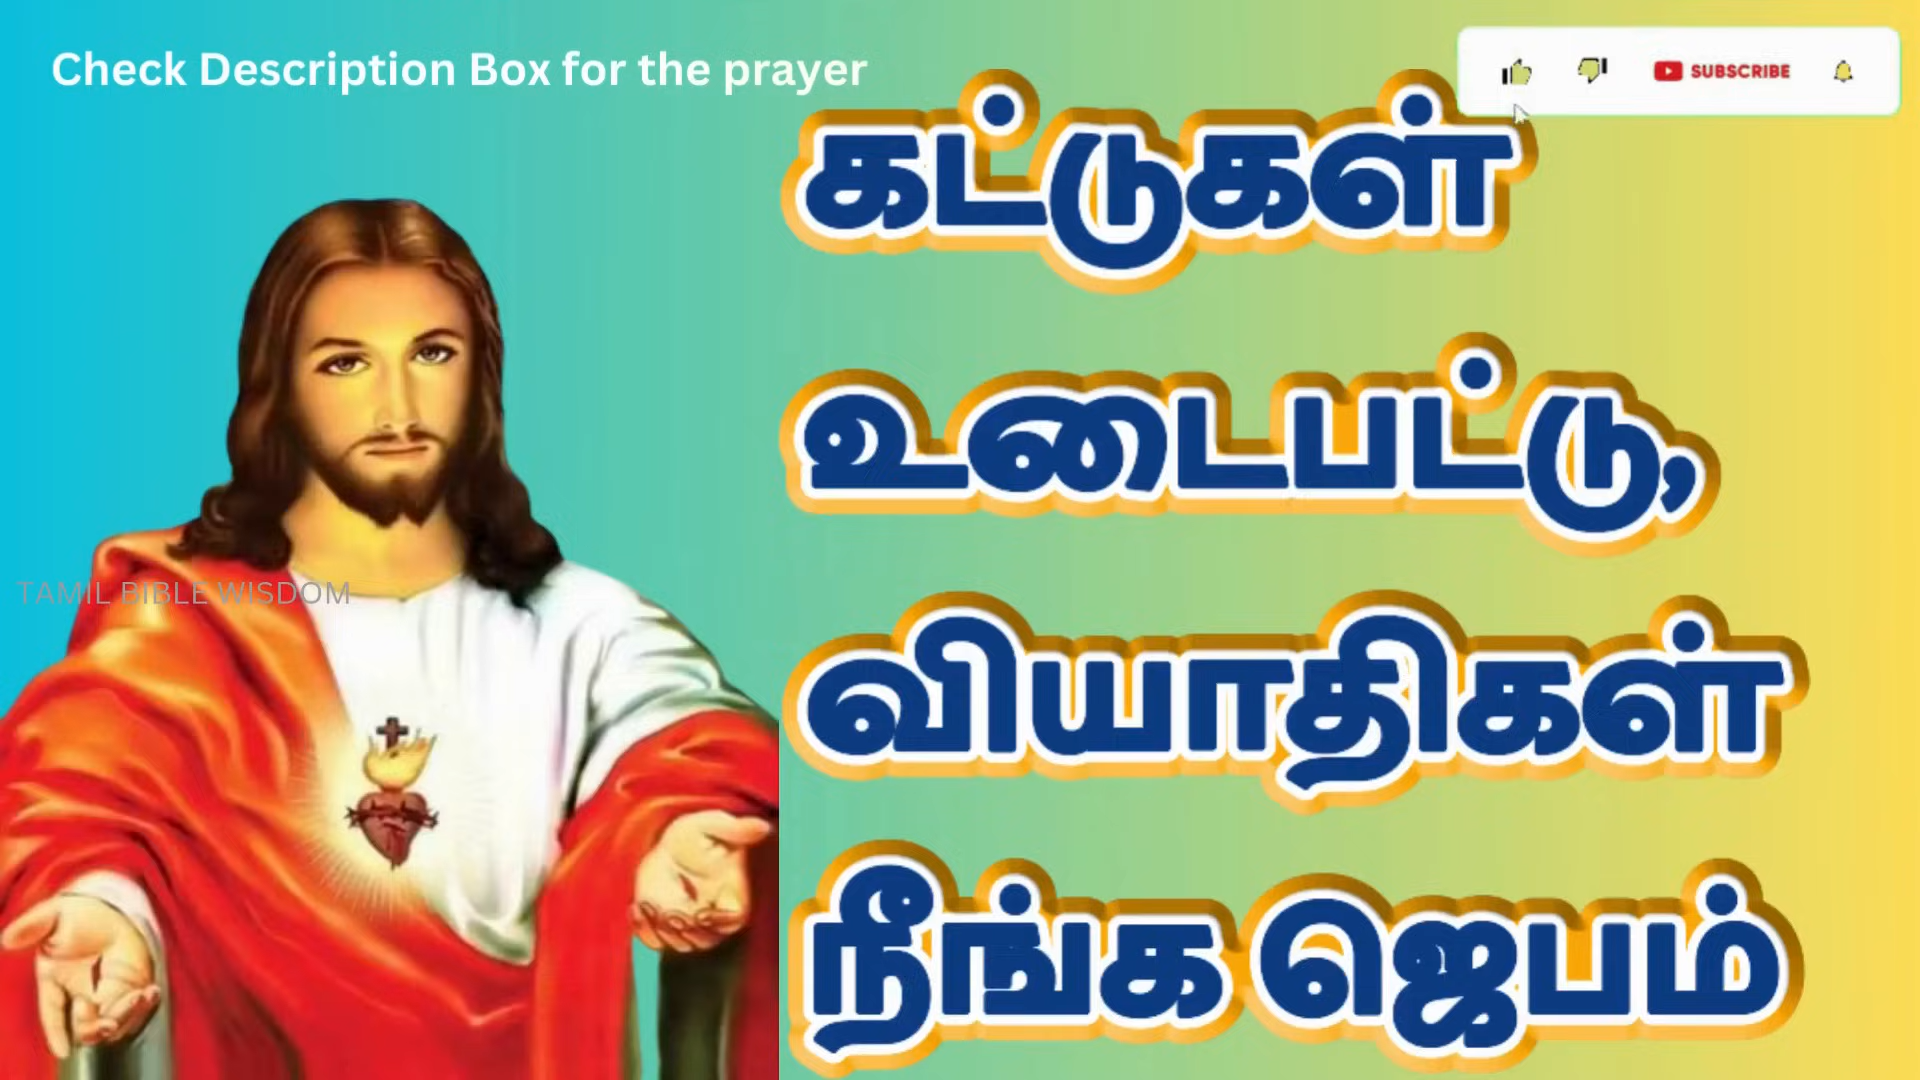 Check Description Box for the prayer
SUBSCRIBE
கட்டுகள்
உடைபட்டு,
TAMIL BIBLE WISDOM
வியாதிகள்
நீங்க ஜெபம்